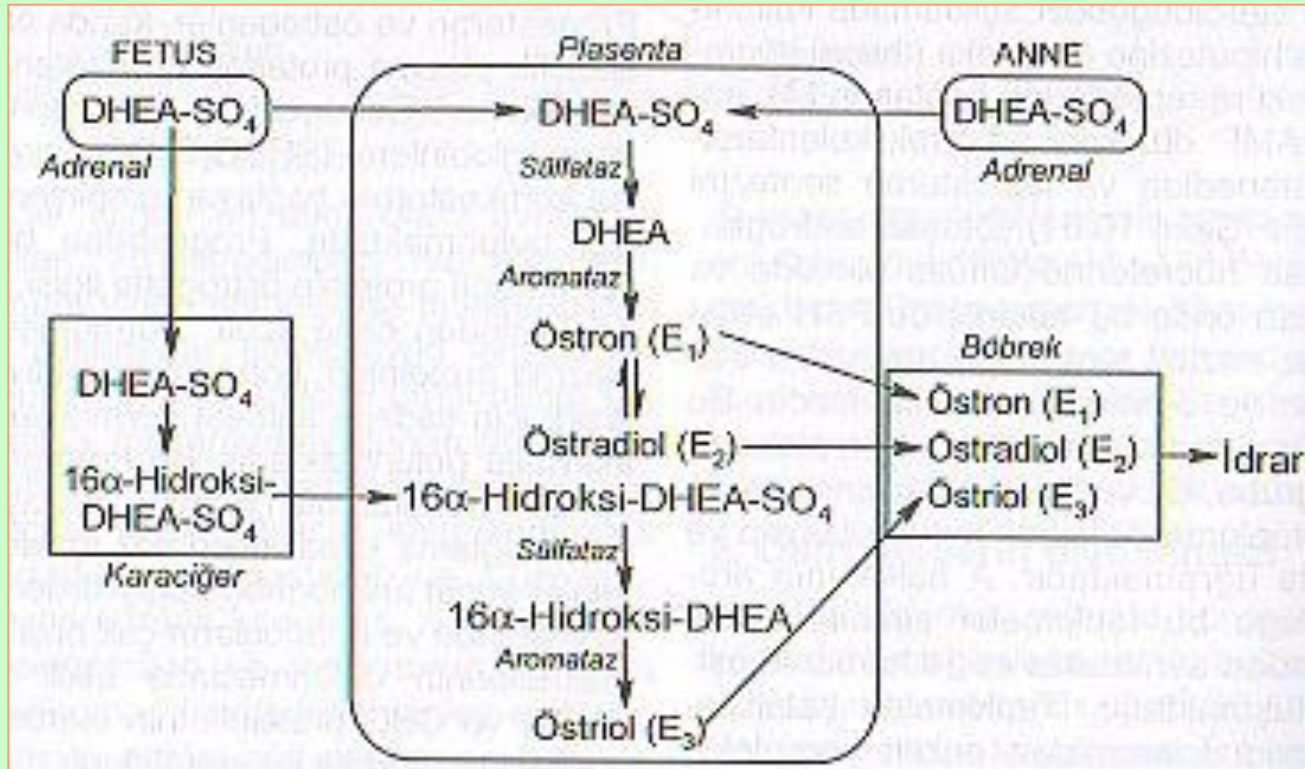 FETUS
Plasenta
ANNE
DHEA-SO₄
DHEA-SO₄
DHEA-SO₄
Adrenal
Sülfataz
Adrenal
DHEA
Aromataz
Östron (E₁)
Böbrek
DHEA-SO₄
Östron (E₁)
Östradiol (E₂)
Östradiol (E₂)
İdrar
16α-Hidroksi-
DHEA-SO₄
16α-Hidroksi-DHEA-SO₄
Östriol (E₃)
Karaciğer
Sülfataz
16α-Hidroksi-DHEA
Aromataz
Östriol (E₃)